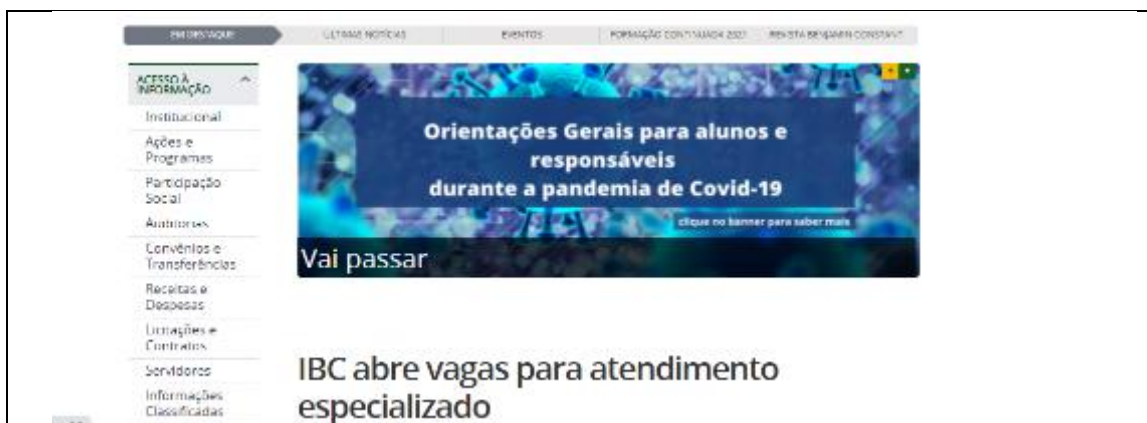 EM DESTAQUE
ÚLTIMAS NOTÍCIAS
EVENTOS
FORMAÇÃO CONTINUADA 2021
REVISTA BENJAMIN CONSTANT
ACESSO À
INFORMAÇÃO
Institucional
Ações e
Programas
Participação
Social
Auditorias
Convênios e
Transferências
Receitas e
Despesas
Licitações e
Contratos
Servidores
Informações
Classificadas
Orientações Gerais para alunos e
responsáveis
durante a pandemia de Covid-19
clique no banner para saber mais
Vai passar
IBC abre vagas para atendimento
especializado